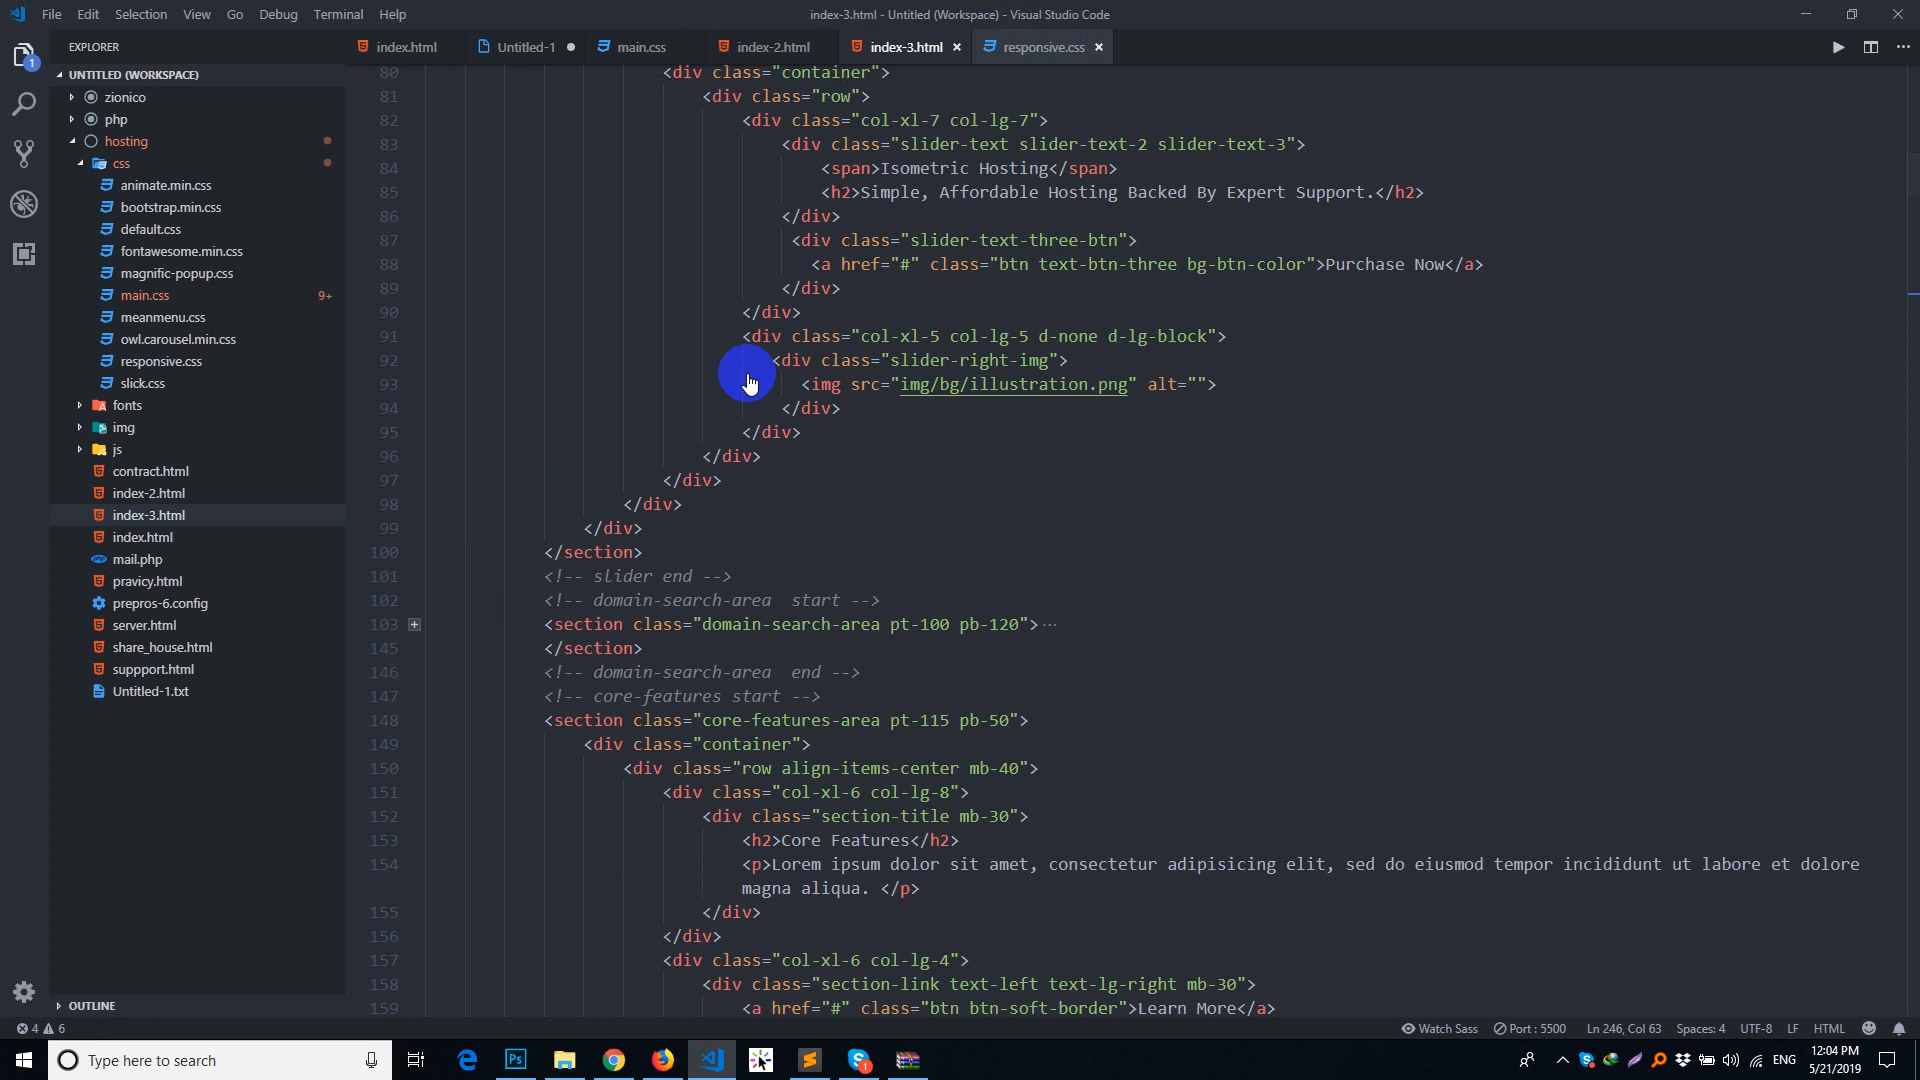 File Edit Selection View Go Debug Terminal Help
index-3.html - Untitled (Workspace) - Visual Studio Code
EXPLORER
index.html
Untitled-1
main.css
index-2.html
index-3.html
responsive.css
1
UNTITLED (WORKSPACE)
zionico
php
hosting
css
animate.min.css
bootstrap.min.css
default.css
fontawesome.min.css
magnific-popup.css
main.css 9+
meanmenu.css
owl.carousel.min.css
responsive.css
slick.css
fonts
img
js
contract.html
index-2.html
index-3.html
index.html
mail.php
pravicy.html
prepros-6.config
server.html
share_house.html
suppport.html
Untitled-1.txt
OUTLINE
80 <div class="container">
81 <div class="row">
82 <div class="col-xl-7 col-lg-7">
83 <div class="slider-text slider-text-2 slider-text-3">
84 <span>Isometric Hosting</span>
85 <h2>Simple, Affordable Hosting Backed By Expert Support.</h2>
86 </div>
87 <div class="slider-text-three-btn">
88 <a href="#" class="btn text-btn-three bg-btn-color">Purchase Now</a>
89 </div>
90 </div>
91 <div class="col-xl-5 col-lg-5 d-none d-lg-block">
92 <div class="slider-right-img">
93 <img src="img/bg/illustration.png" alt="">
94 </div>
95 </div>
96 </div>
97 </div>
98 </div>
99 </div>
100 </section>
101 <!-- slider end -->
102 <!-- domain-search-area  start -->
103 <section class="domain-search-area pt-100 pb-120">···
145 </section>
146 <!-- domain-search-area  end -->
147 <!-- core-features start -->
148 <section class="core-features-area pt-115 pb-50">
149 <div class="container">
150 <div class="row align-items-center mb-40">
151 <div class="col-xl-6 col-lg-8">
152 <div class="section-title mb-30">
153 <h2>Core Features</h2>
154 <p>Lorem ipsum dolor sit amet, consectetur adipisicing elit, sed do eiusmod tempor incididunt ut labore et dolore
magna aliqua. </p>
155 </div>
156 </div>
157 <div class="col-xl-6 col-lg-4">
158 <div class="section-link text-left text-lg-right mb-30">
159 <a href="#" class="btn btn-soft-border">Learn More</a>
4 6
Watch Sass Port : 5500 Ln 246, Col 63 Spaces: 4 UTF-8 LF HTML
Type here to search
Ps
1
ENG
12:04 PM
5/21/2019